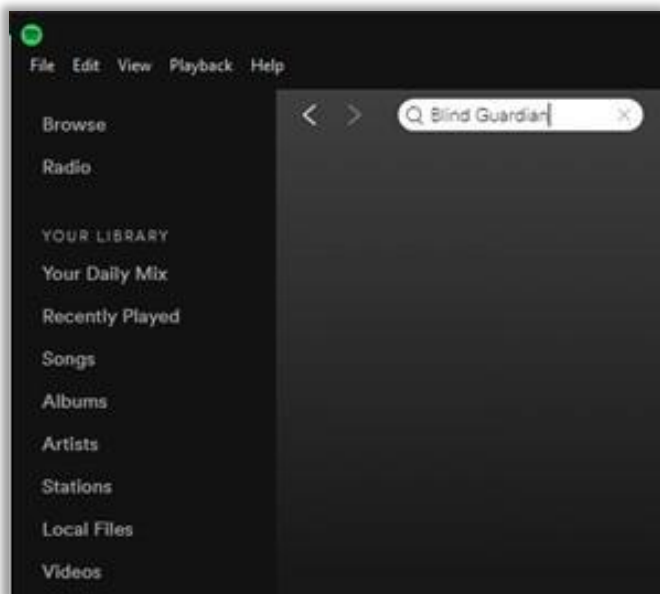 File Edit View Playback Help
Blind Guardian
Browse
Radio
YOUR LIBRARY
Your Daily Mix
Recently Played
Songs
Albums
Artists
Stations
Local Files
Videos